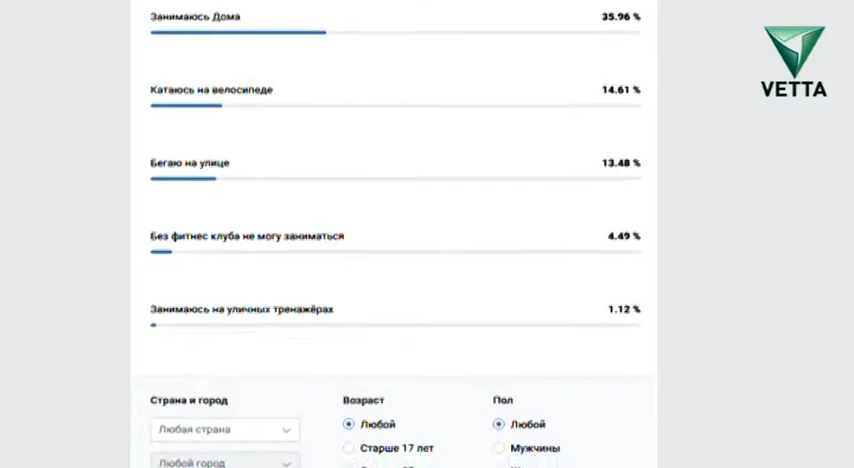 Занимаюсь Дома 35.96 %
VETTA
Катаюсь на велосипеде 14.61 %
Бегаю на улице 13.48 %
Без фитнес клуба не могу заниматься 4.49 %
Занимаюсь на уличных тренажёрах 1.12 %
Страна и город Возраст Пол
Любая страна Любой Любой
Старше 17 лет Мужчины
Любой город